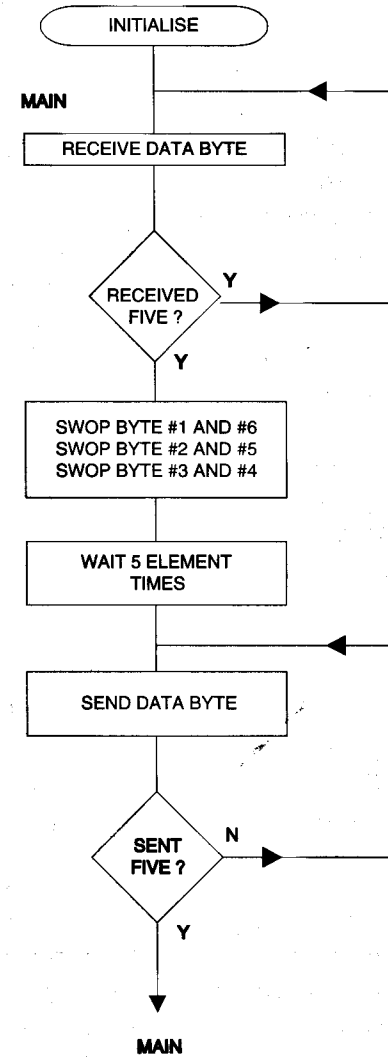 INITIALISE
MAIN
RECEIVE DATA BYTE
RECEIVED
FIVE ?
Y
Y
SWOP BYTE #1 AND #6
SWOP BYTE #2 AND #5
SWOP BYTE #3 AND #4
WAIT 5 ELEMENT
TIMES
SEND DATA BYTE
SENT
FIVE ?
N
Y
MAIN